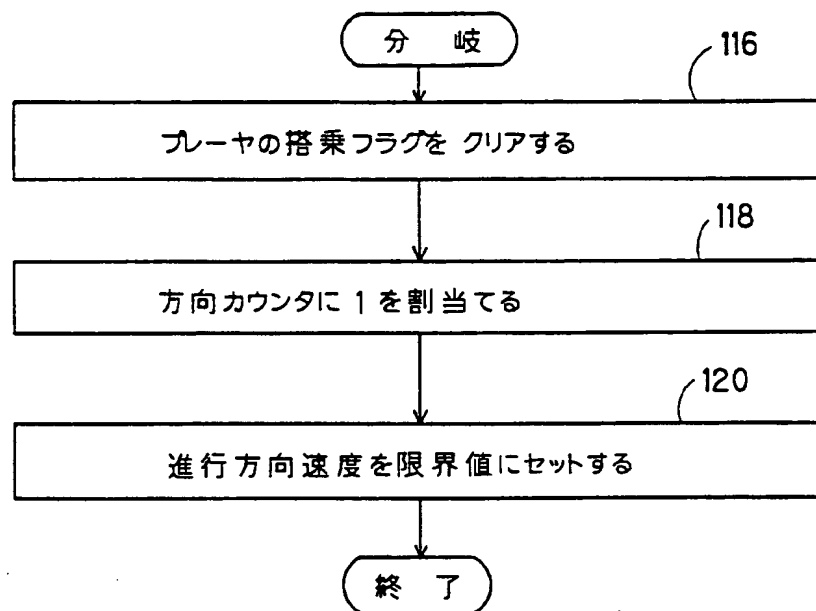 分 岐
116
プレーヤの搭乗フラグを クリアする
118
方向カウンタに 1 を割当てる
120
進行方向速度を限界値にセットする
終 了